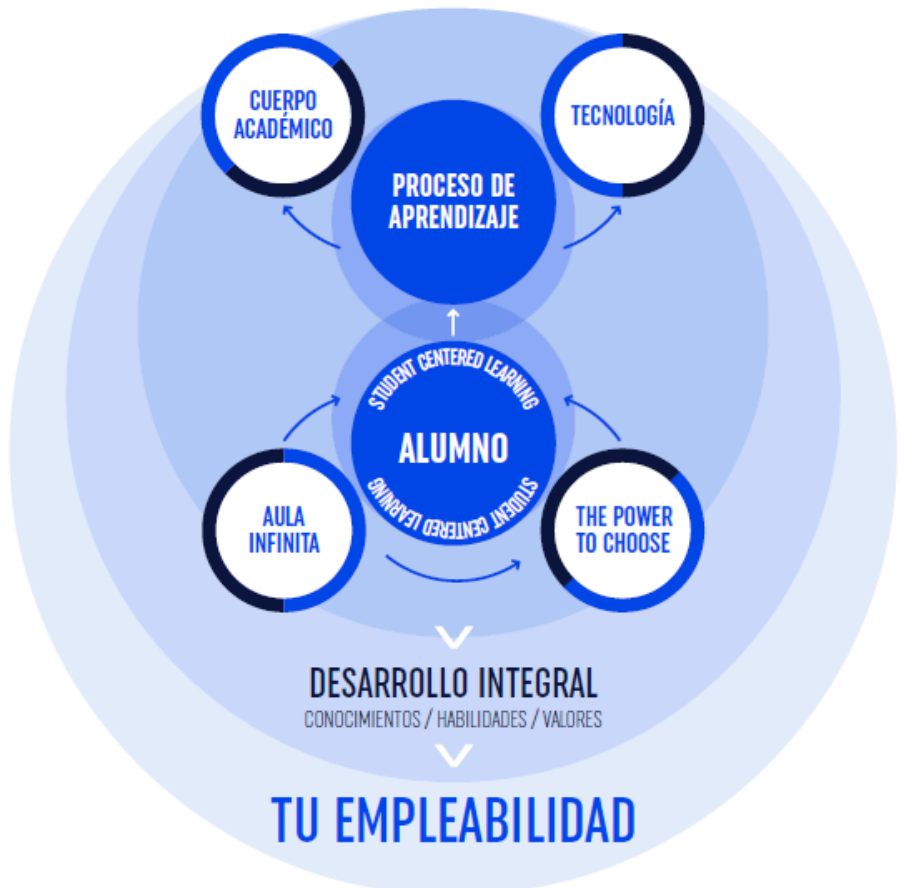 CUERPO
ACADÉMICO
TECNOLOGÍA
PROCESO DE
APRENDIZAJE
STUDENT CENTERED LEARNING
ALUMNO
STUDENT CENTERED LEARNING
AULA
INFINITA
THE POWER
TO CHOOSE
DESARROLLO INTEGRAL
CONOCIMIENTOS / HABILIDADES / VALORES
TU EMPLEABILIDAD